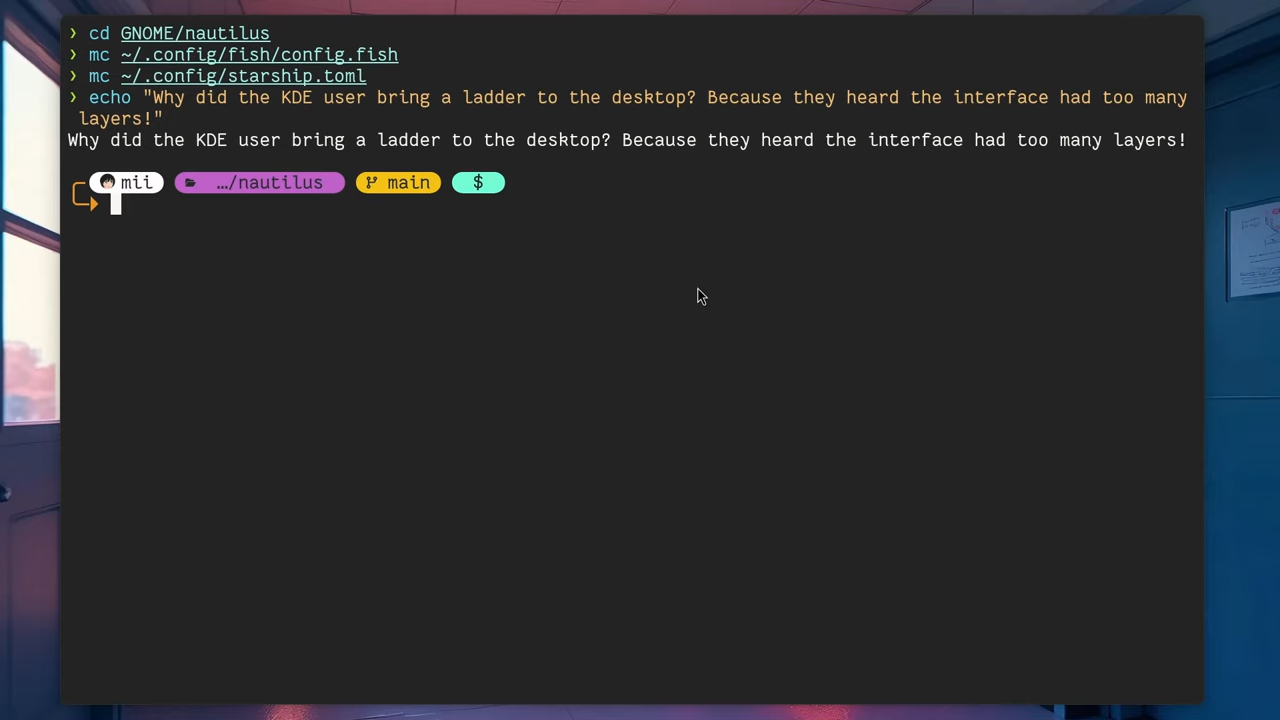 ❯ cd GNOME/nautilus
❯ mc ~/.config/fish/config.fish
❯ mc ~/.config/starship.toml
❯ echo "Why did the KDE user bring a ladder to the desktop? Because they heard the interface had too many
layers!"
Why did the KDE user bring a ladder to the desktop? Because they heard the interface had too many layers!
mii …/nautilus main $